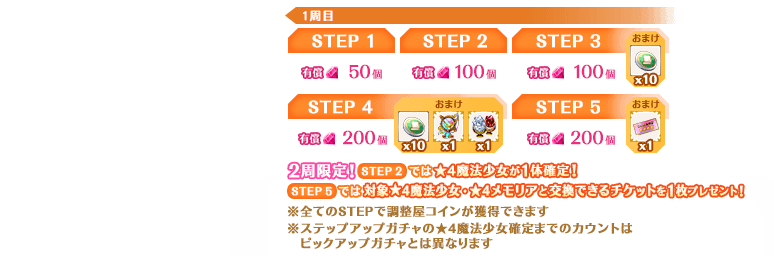 1周目
STEP 1
STEP 2
STEP 3
おまけ
有償 50個
有償 100個
有償 100個
x10
STEP 4
おまけ
STEP 5
おまけ
有償 200個
x10
x1
x1
有償 200個
x1
2周限定! STEP 2 では★4魔法少女が1体確定!
STEP 5 では対象★4魔法少女・★4メモリアと交換できるチケットを1枚プレゼント!
※全てのSTEPで調整屋コインが獲得できます
※ステップアップガチャの★4魔法少女確定までのカウントは
ピックアップガチャとは異なります